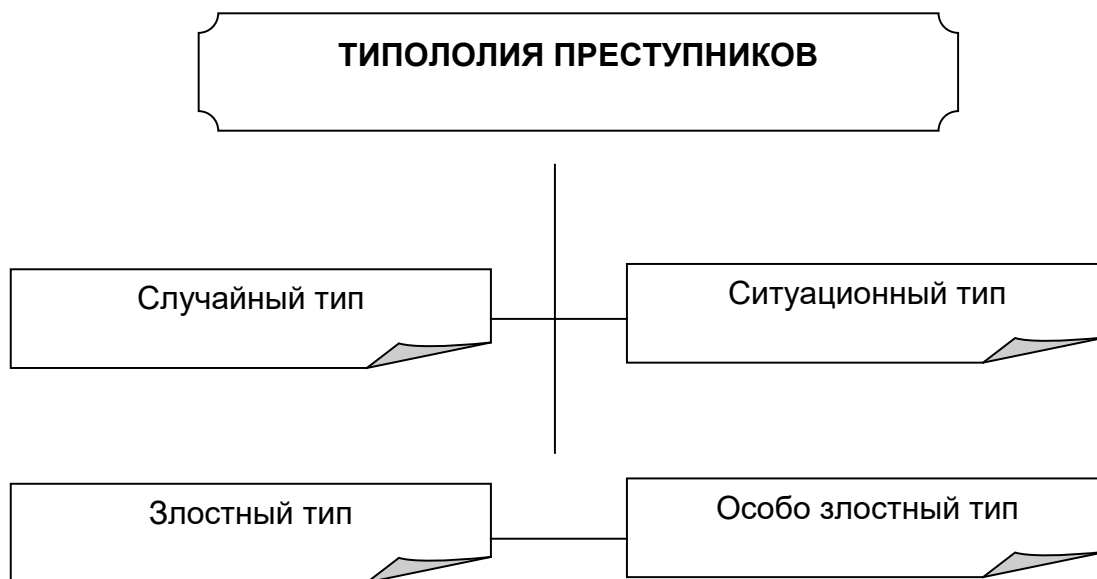 ТИПОЛОЛИЯ ПРЕСТУПНИКОВ
Случайный тип
Ситуационный тип
Злостный тип
Особо злостный тип